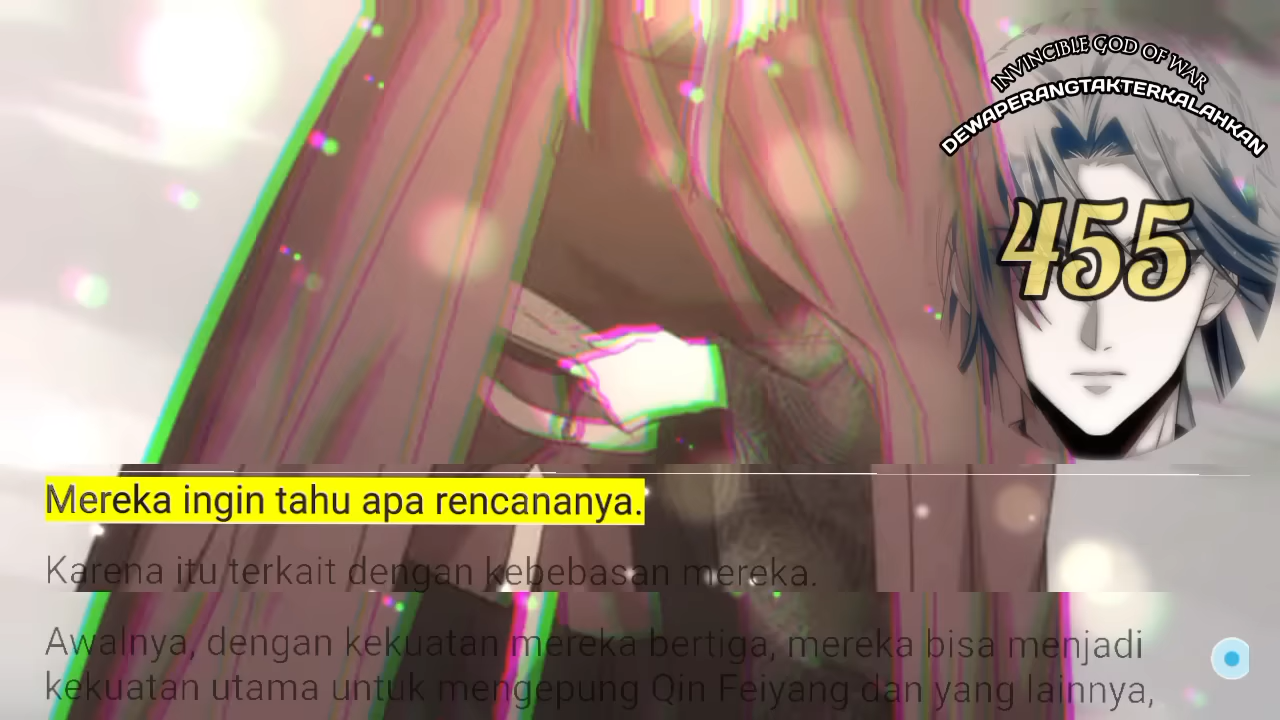 INVINCIBLE GOD OF WAR
DEWAPERANGTAKTERKALAHKAN
455
Mereka ingin tahu apa rencananya.
Karena itu terkait dengan kebebasan mereka.
Awalnya, dengan kekuatan mereka bertiga, mereka bisa menjadi
kekuatan utama untuk mengepung Qin Feiyang dan yang lainnya,